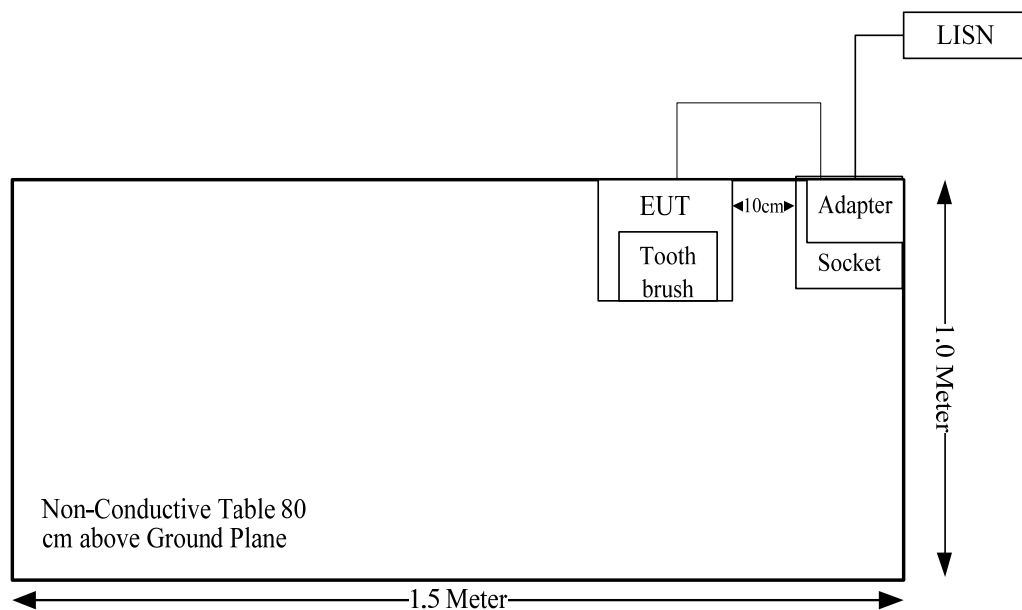 LISN
EUT
10cm
Adapter
Tooth
brush
Socket
1.0 Meter
Non-Conductive Table 80
cm above Ground Plane
1.5 Meter